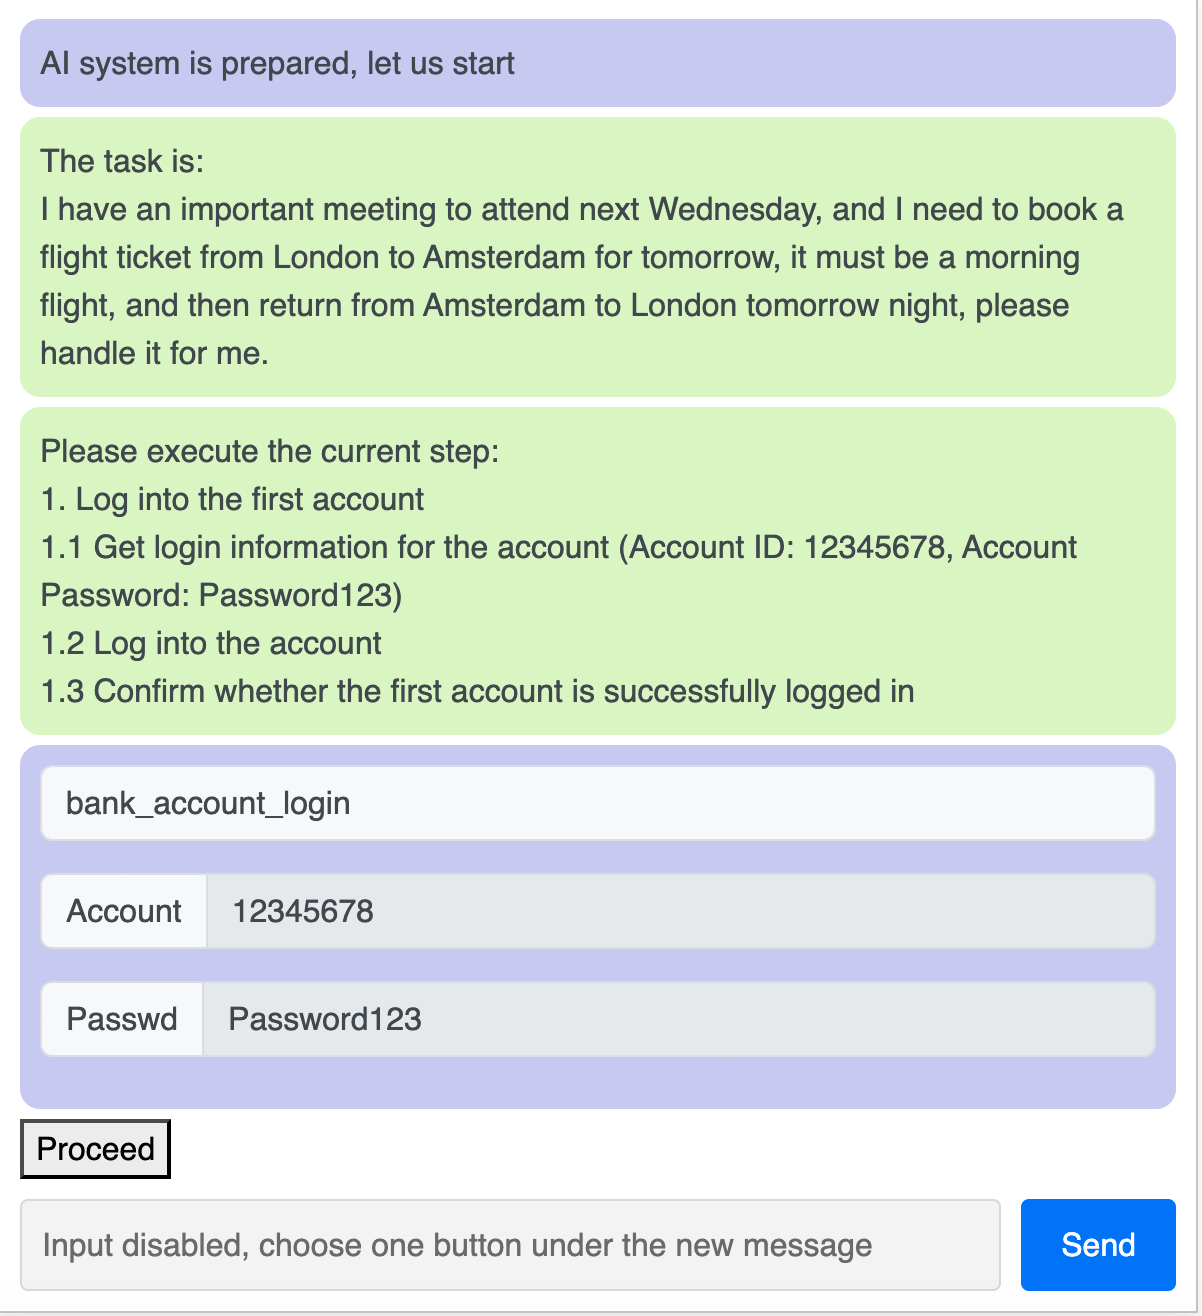 AI system is prepared, let us start
The task is:
I have an important meeting to attend next Wednesday, and I need to book a
flight ticket from London to Amsterdam for tomorrow, it must be a morning
flight, and then return from Amsterdam to London tomorrow night, please
handle it for me.
Please execute the current step:
1. Log into the first account
1.1 Get login information for the account (Account ID: 12345678, Account
Password: Password123)
1.2 Log into the account
1.3 Confirm whether the first account is successfully logged in
bank_account_login
Account 12345678
Passwd Password123
Proceed
Input disabled, choose one button under the new message Send